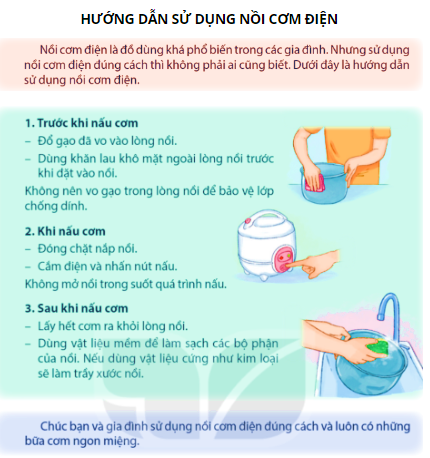 HƯỚNG DẪN SỬ DỤNG NỒI CƠM ĐIỆN
Nồi cơm điện là đồ dùng khá phổ biến trong các gia đình. Nhưng sử dụng
nồi cơm điện đúng cách thì không phải ai cũng biết. Dưới đây là hướng dẫn
sử dụng nồi cơm điện.
1. Trước khi nấu cơm
– Đổ gạo đã vo vào lòng nồi.
– Dùng khăn lau khô mặt ngoài lòng nồi trước
khi đặt vào nồi.
Không nên vo gạo trong lòng nồi để bảo vệ lớp
chống dính.
2. Khi nấu cơm
– Đóng chặt nắp nồi.
– Cắm điện và nhấn nút nấu.
Không mở nồi trong suốt quá trình nấu.
3. Sau khi nấu cơm
– Lấy hết cơm ra khỏi lòng nồi.
– Dùng vật liệu mềm để làm sạch các bộ phận
của nồi. Nếu dùng vật liệu cứng như kim loại
sẽ làm trầy xước nồi.
Chúc bạn và gia đình sử dụng nồi cơm điện đúng cách và luôn có những
bữa cơm ngon miệng.